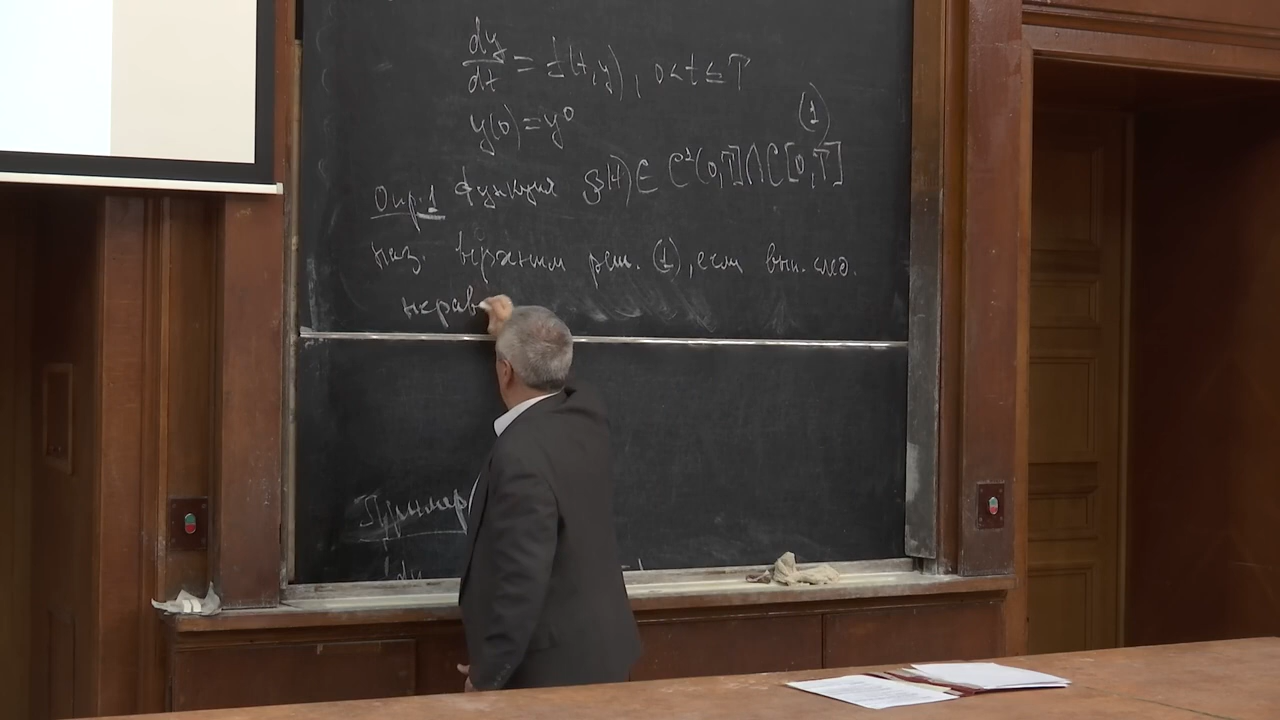 dy/dt = f(t,y), 0<t≤T
y(0)=y⁰
(1)
Опр.1 Функция β(t)∈C¹(0,T]∩C[0,T]
наз. верхним реш. (1), если вып. след.
нерав
Пример
dy